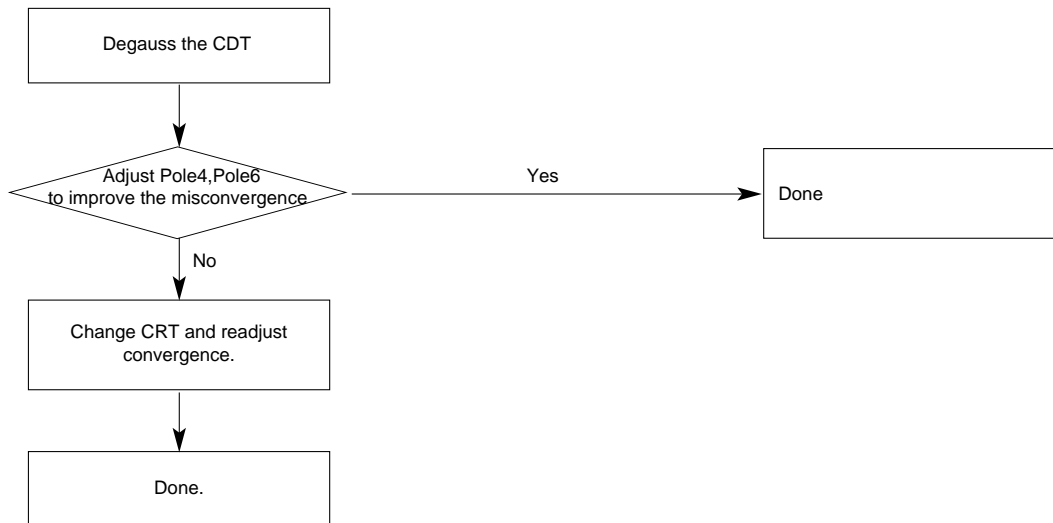 Degauss the CDT
Adjust Pole4,Pole6
to improve the misconvergence
Yes
Done
No
Change CRT and readjust
convergence.
Done.